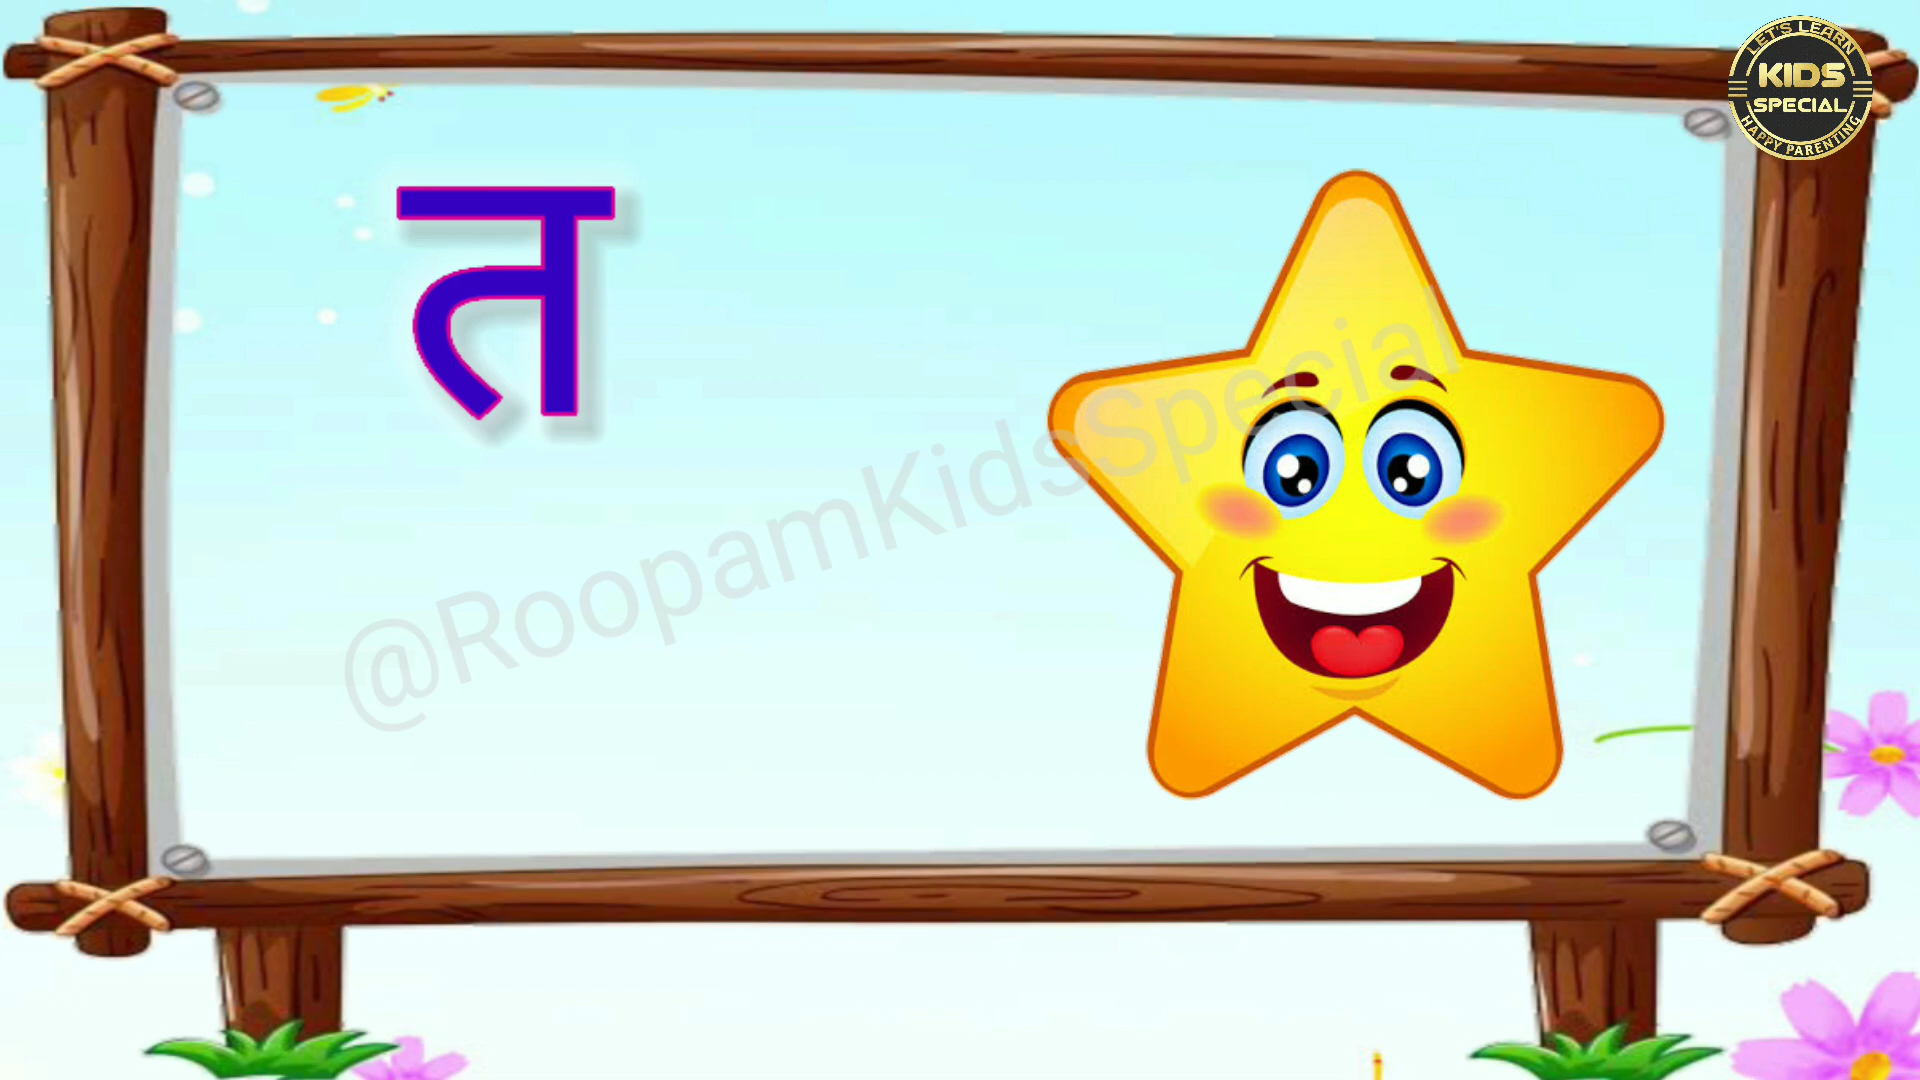 LET'S LEARN
KIDS
SPECIAL
HAPPY PARENTING
त
@RoopamKidsSpecial